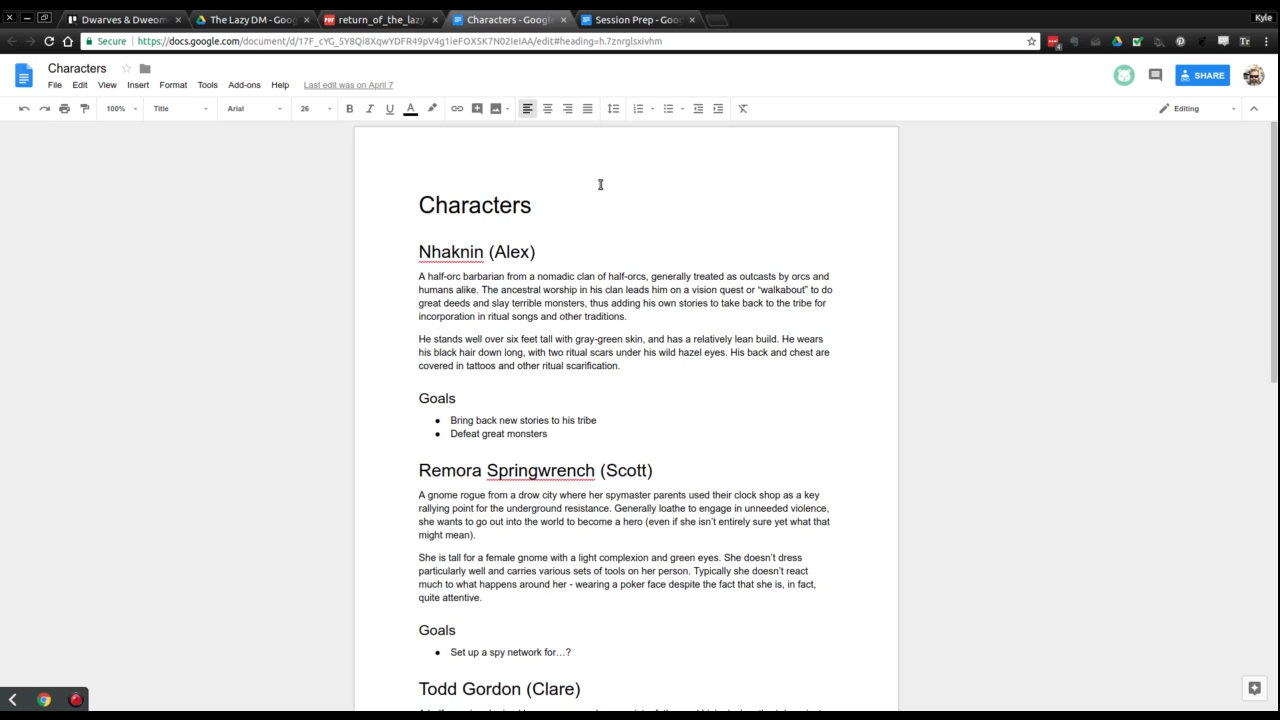 Dwarves & Dweom
The Lazy DM - Goo
return_of_the_lazy
Characters - Google
Session Prep - Goog
Kyle
Secure
https://docs.google.com/document/d/17F_cYG_5Y8Qi8XqwYDFR49pV4g1ieFOX5K7N02IeIAA/edit#heading=h.7znrglsxivhm
Characters
File Edit View Insert Format Tools Add-ons Help Last edit was on April 7
SHARE
100% Title Arial 26 B I U A Editing
Characters
Nhaknin (Alex)
A half-orc barbarian from a nomadic clan of half-orcs, generally treated as outcasts by orcs and
humans alike. The ancestral worship in his clan leads him on a vision quest or “walkabout” to do
great deeds and slay terrible monsters, thus adding his own stories to take back to the tribe for
incorporation in ritual songs and other traditions.
He stands well over six feet tall with gray-green skin, and has a relatively lean build. He wears
his black hair down long, with two ritual scars under his wild hazel eyes. His back and chest are
covered in tattoos and other ritual scarification.
Goals
● Bring back new stories to his tribe
● Defeat great monsters
Remora Springwrench (Scott)
A gnome rogue from a drow city where her spymaster parents used their clock shop as a key
rallying point for the underground resistance. Generally loathe to engage in unneeded violence,
she wants to go out into the world to become a hero (even if she isn’t entirely sure yet what that
might mean).
She is tall for a female gnome with a light complexion and green eyes. She doesn’t dress
particularly well and carries various sets of tools on her person. Typically she doesn’t react
much to what happens around her - wearing a poker face despite the fact that she is, in fact,
quite attentive.
Goals
● Set up a spy network for…?
Todd Gordon (Clare)